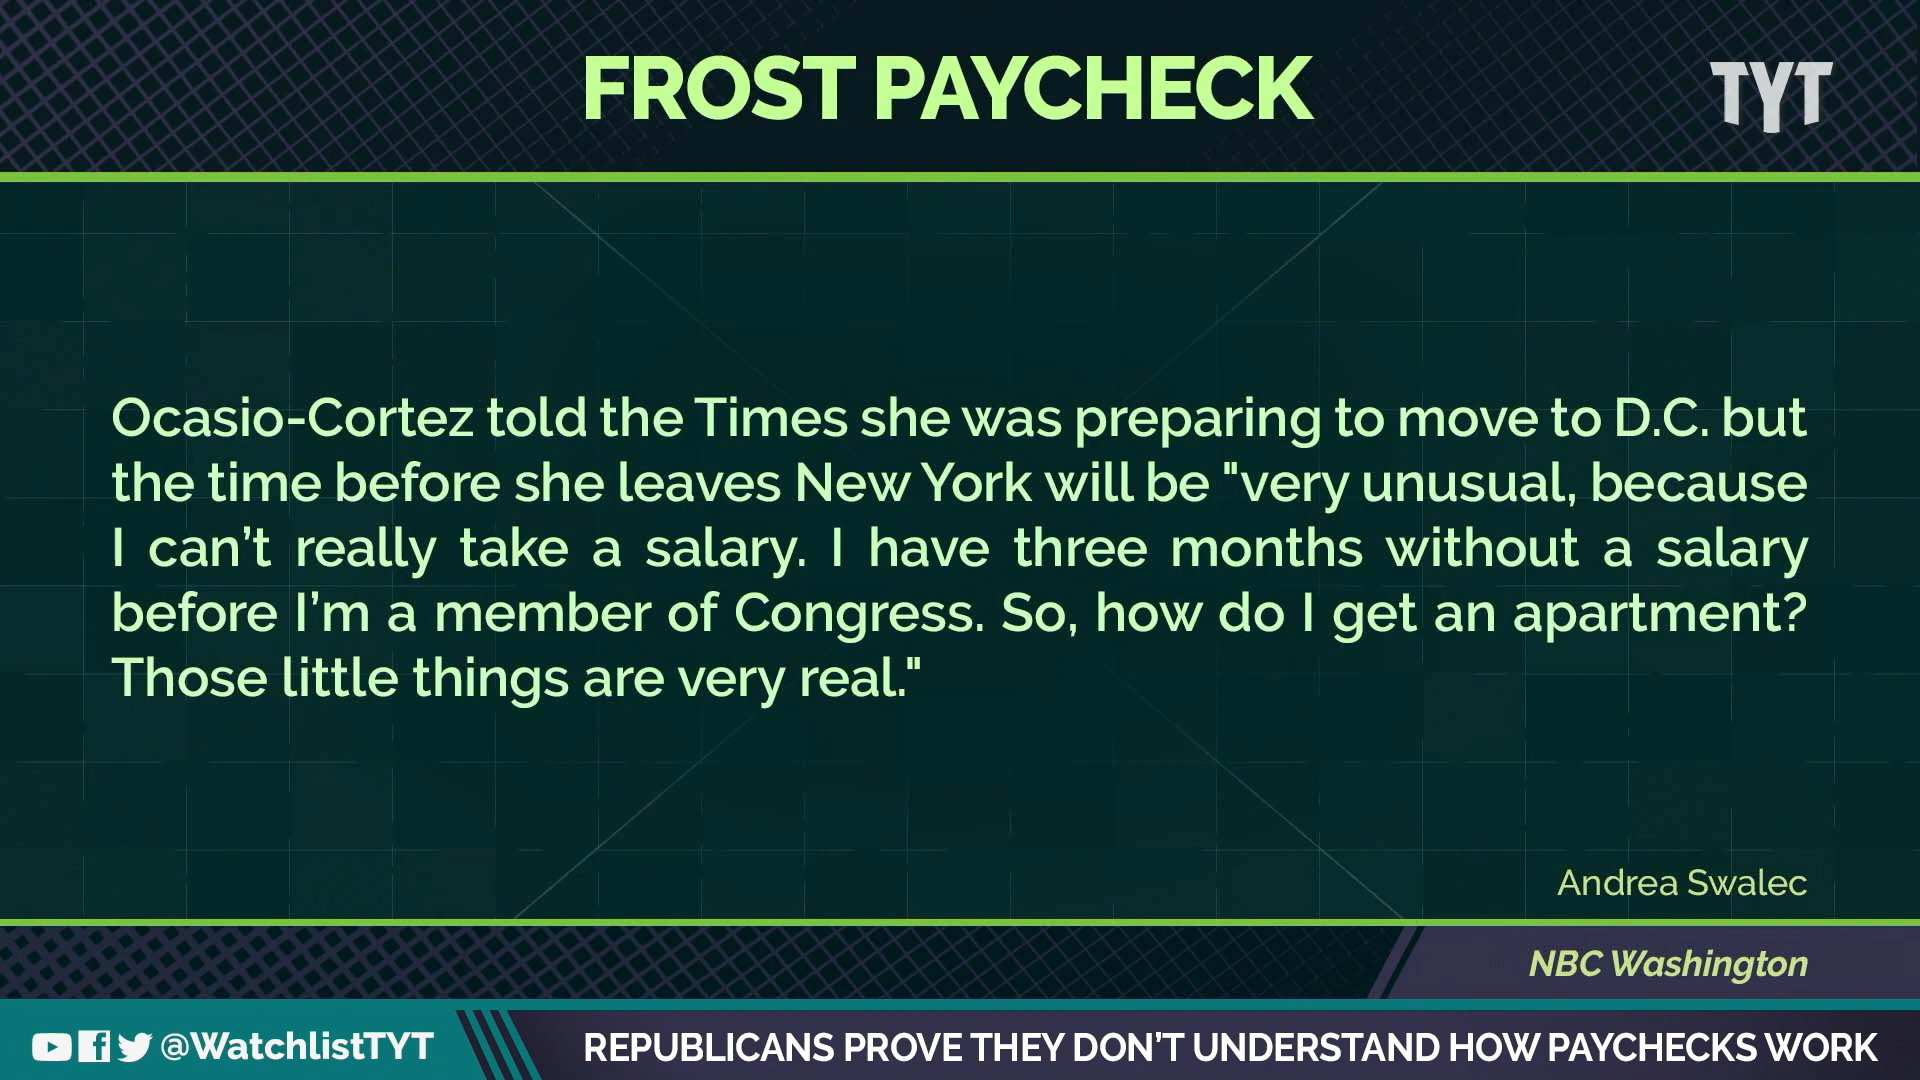 FROST PAYCHECK
TYT
Ocasio-Cortez told the Times she was preparing to move to D.C. but
the time before she leaves New York will be "very unusual, because
I can’t really take a salary. I have three months without a salary
before I’m a member of Congress. So, how do I get an apartment?
Those little things are very real."
Andrea Swalec
NBC Washington
@WatchlistTYT
REPUBLICANS PROVE THEY DON’T UNDERSTAND HOW PAYCHECKS WORK